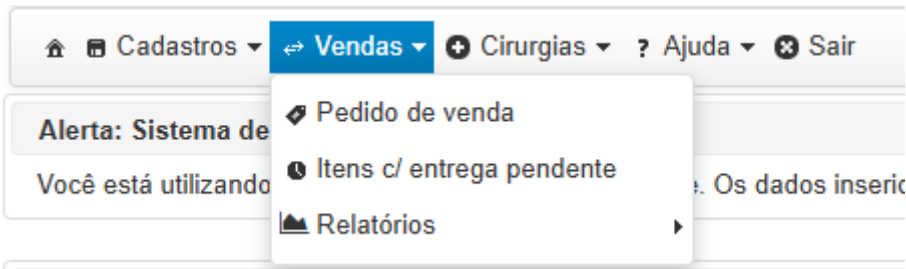 Cadastros Vendas Cirurgias ? Ajuda Sair
Pedido de venda
Alerta: Sistema de
Itens c/ entrega pendente
Você está utilizando . Os dados
Relatórios